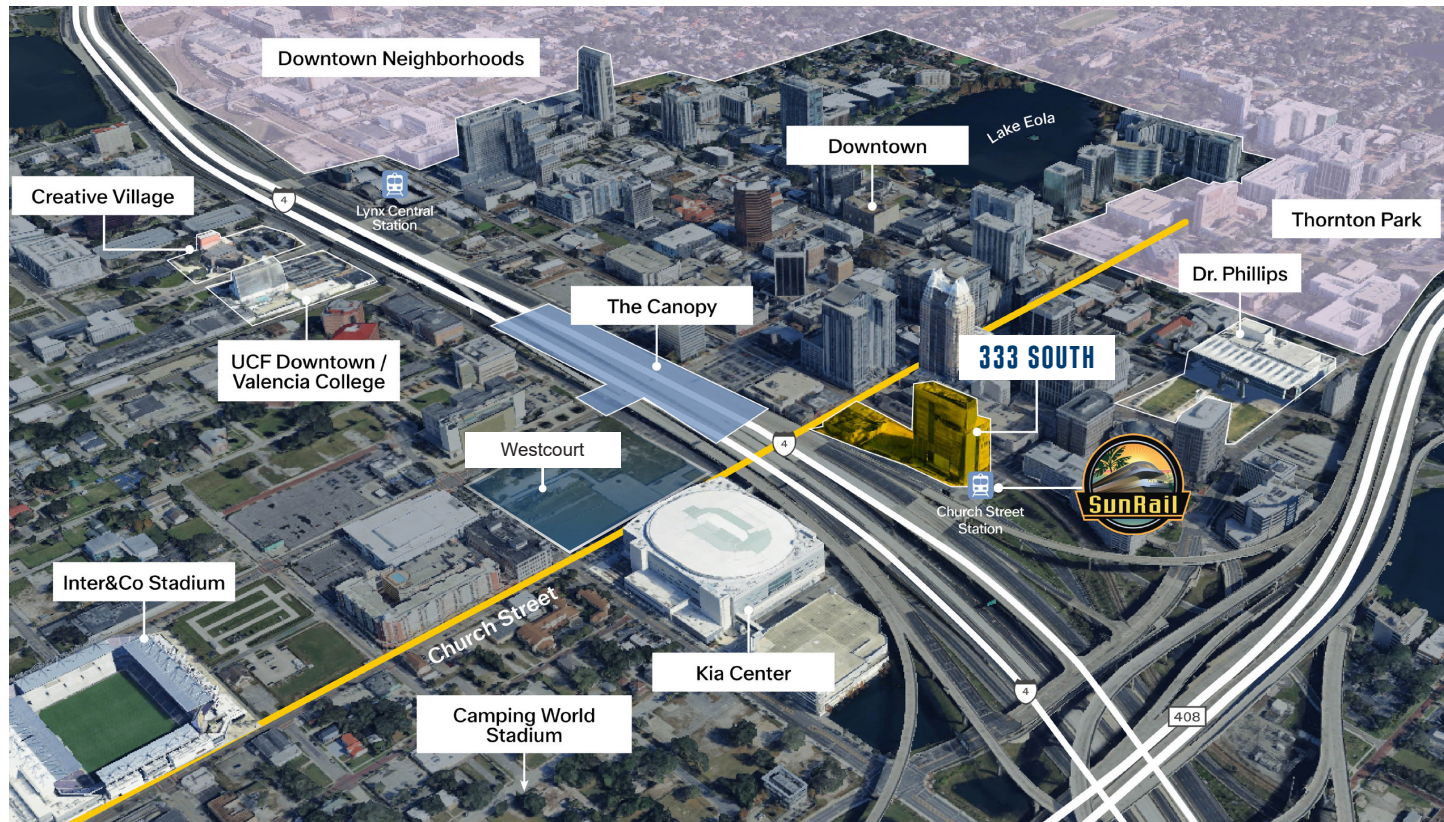 Downtown Neighborhoods
Lake Eola
Downtown
Creative Village
4
Lynx Central
Station
Thornton Park
Dr. Phillips
The Canopy
UCF Downtown /
Valencia College
333 SOUTH
Westcourt
4
SunRail
Church Street
Station
Inter&Co Stadium
Church Street
Kia Center
4
408
Camping World
Stadium